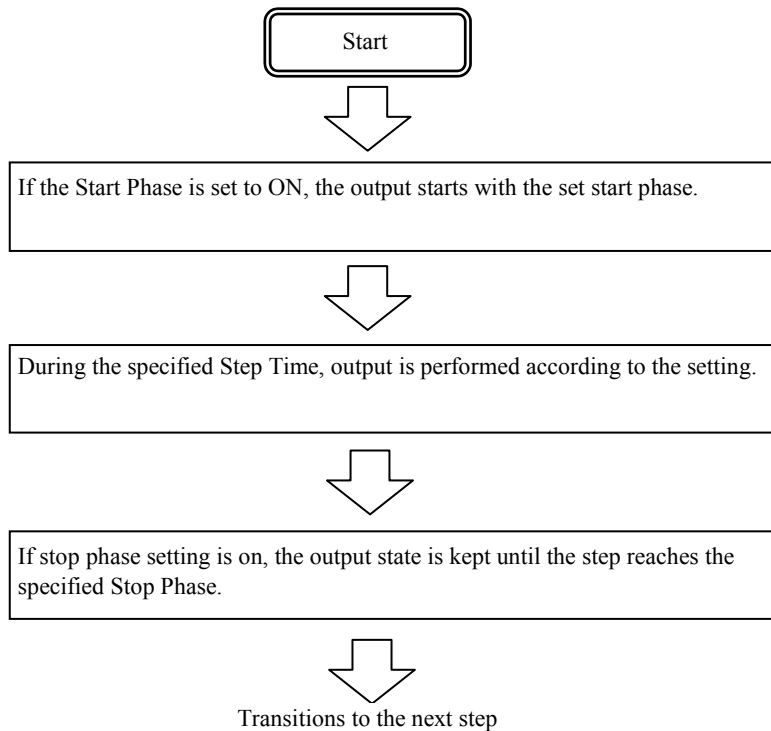 Start
If the Start Phase is set to ON, the output starts with the set start phase.
During the specified Step Time, output is performed according to the setting.
If stop phase setting is on, the output state is kept until the step reaches the
specified Stop Phase.
Transitions to the next step